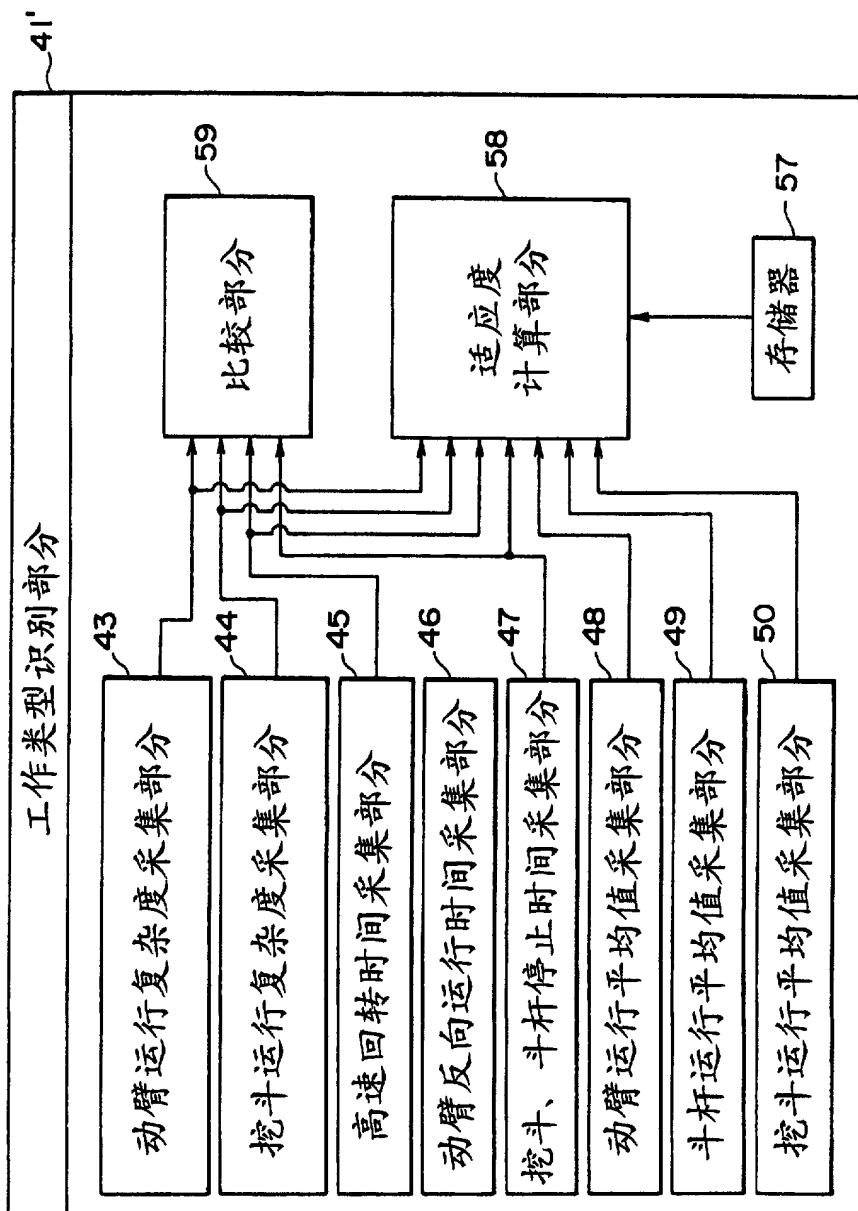 工作类型识别部分
41'
43
动臂运行复杂度采集部分
44
挖斗运行复杂度采集部分
45
高速回转时间采集部分
46
动臂反向运行时间采集部分
47
挖斗、斗杆停止时间采集部分
48
动臂运行平均值采集部分
49
斗杆运行平均值采集部分
50
挖斗运行平均值采集部分
59
比较部分
58
适应度
计算部分
57
存储器